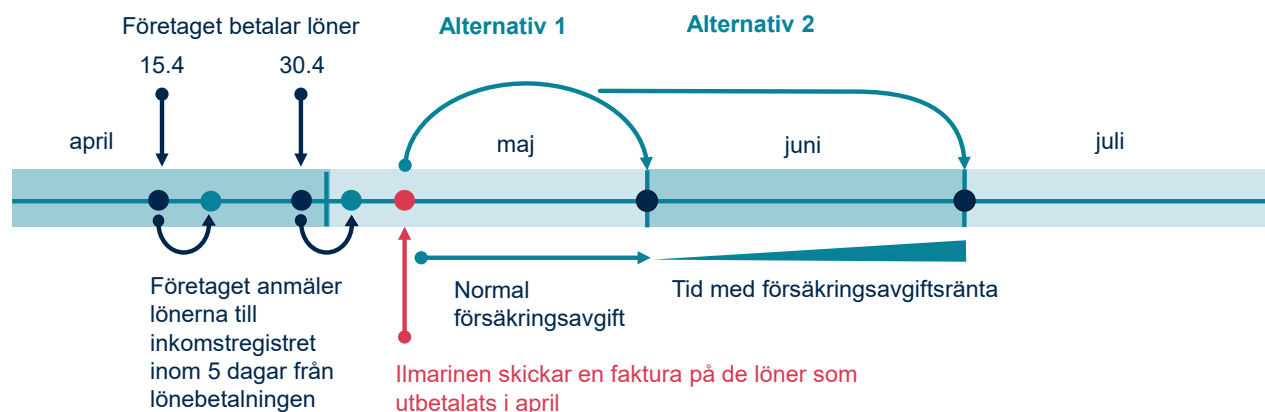 Företaget betalar löner
Alternativ 1
Alternativ 2
15.4
30.4
april
maj
juni
juli
Företaget anmäler
lönerna till
inkomstregistret
inom 5 dagar från
lönebetalningen
Normal
försäkringsavgift
Tid med försäkringsavgiftsränta
Ilmarinen skickar en faktura på de löner som
utbetalats i april